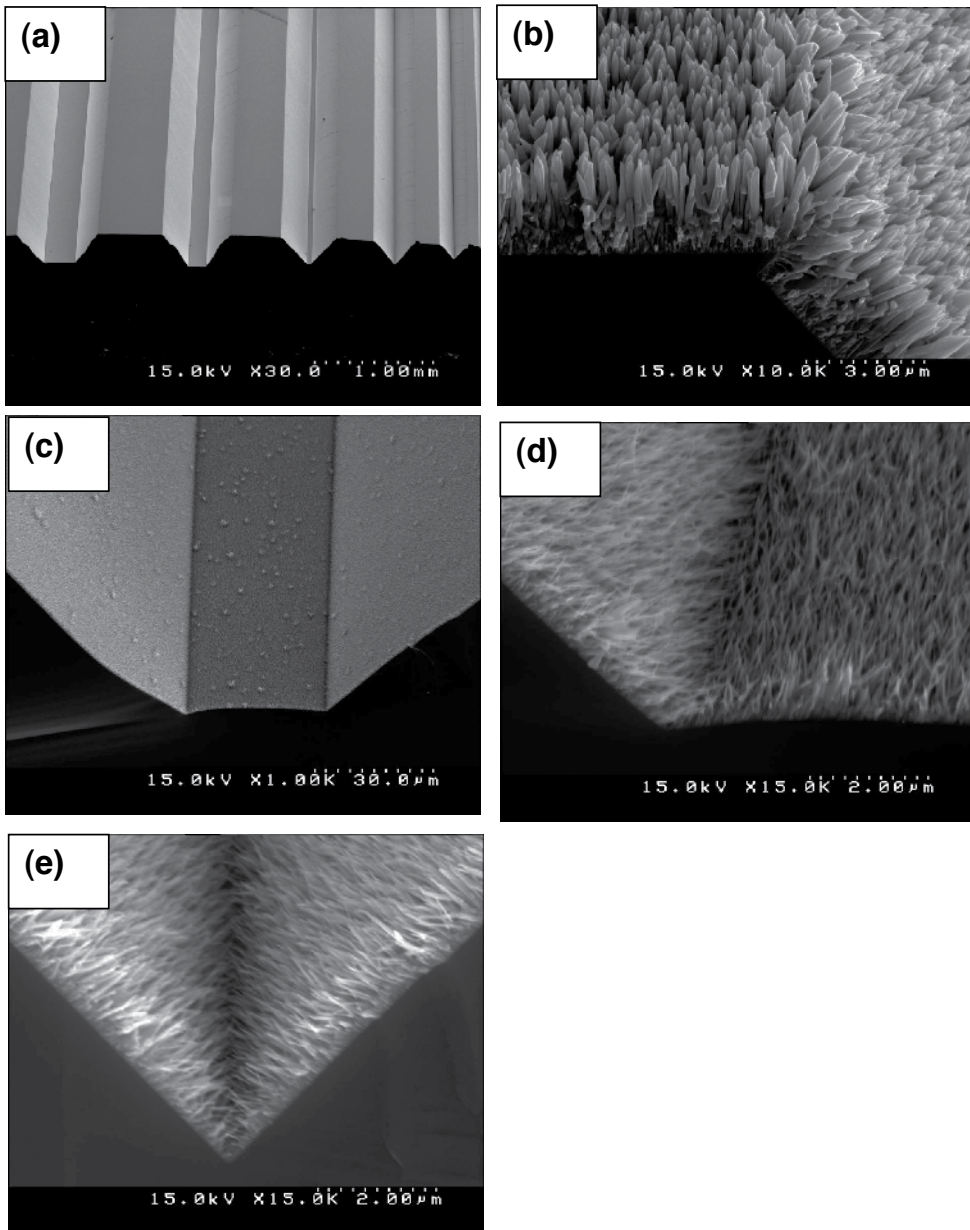 (a)
15.0kV X30.0 1.00mm
(b)
15.0kV X10.0K 3.00µm
(c)
15.0kV X1.00K 30.0µm
(d)
15.0kV X15.0K 2.00µm
(e)
15.0kV X15.0K 2.00µm